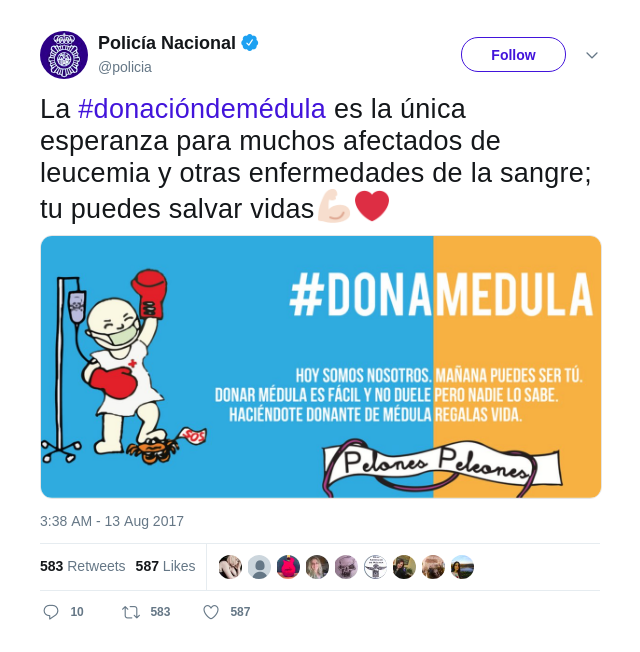 Policía Nacional
@policia
Follow
La #donacióndemédula es la única
esperanza para muchos afectados de
leucemia y otras enfermedades de la sangre;
tu puedes salvar vidas💪🏻❤️
#DONAMEDULA
HOY SOMOS NOSOTROS. MAÑANA PUEDES SER TÚ.
DONAR MÉDULA ES FÁCIL Y NO DUELE PERO NADIE LO SABE.
HACIÉNDOTE DONANTE DE MÉDULA REGALAS VIDA.
SOS
Pelones Peleones
3:38 AM - 13 Aug 2017
583 Retweets 587 Likes
10 583 587